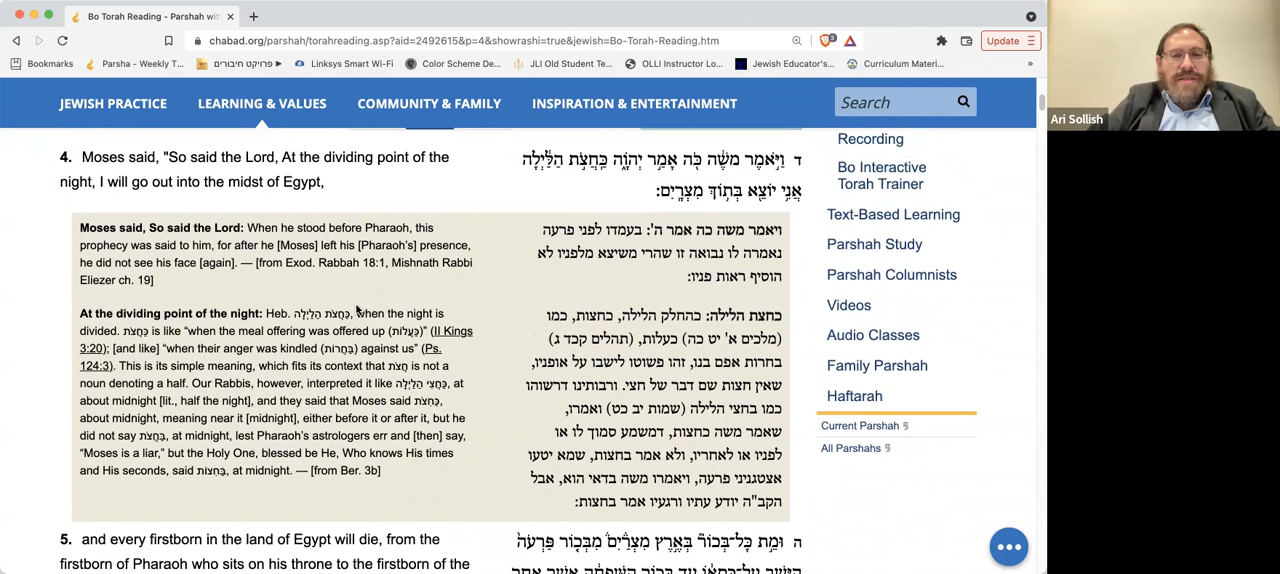 Bo Torah Reading - Parshah wit
chabad.org/parshah/torahreading.asp?aid=2492615&p=4&showrashi=true&jewish=Bo-Torah-Reading.htm
Update
Bookmarks
Parsha - Weekly T...
פרויקט חיבורים
Linksys Smart Wi-Fi
Color Scheme De...
JLI Old Student Te...
OLLI Instructor Lo...
Jewish Educator's...
Curriculum Materi...
»
JEWISH PRACTICE
LEARNING & VALUES
COMMUNITY & FAMILY
INSPIRATION & ENTERTAINMENT
Search
Ari Sollish
4. Moses said, "So said the Lord, At the dividing point of the
night, I will go out into the midst of Egypt,
ד וַיֹּ֣אמֶר משֶׁ֔ה כֹּ֖ה אָמַ֣ר יְהֹוָ֑ה כַּֽחֲצֹ֣ת הַלַּ֔יְלָה
אֲנִ֥י יוֹצֵ֖א בְּת֥וֹךְ מִצְרָֽיִם:
Moses said, So said the Lord: When he stood before Pharaoh, this
prophecy was said to him, for after he [Moses] left his [Pharaoh's] presence,
he did not see his face [again]. — [from Exod. Rabbah 18:1, Mishnath Rabbi
Eliezer ch. 19]
ויאמר משה כה אמר ה': בעמדו לפני פרעה
נאמרה לו נבואה זו שהרי משיצא מלפניו לא
הוסיף ראות פניו:
At the dividing point of the night: Heb. כַּחֲצֹת הַלַיְלָה, when the night is
divided. כַּחֲצֹת is like "when the meal offering was offered up (כַּעֲלוֹת)" (II Kings
3:20); [and like] "when their anger was kindled (בַּחֲרוֹת) against us" (Ps.
124:3). This is its simple meaning, which fits its context that חֲצֹת is not a
noun denoting a half. Our Rabbis, however, interpreted it like כַּחֲצִי הַלַיְלָה, at
about midnight [lit., half the night], and they said that Moses said כַּחֲצֹת,
about midnight, meaning near it [midnight], either before it or after it, but he
did not say בַּחֲצֹת, at midnight, lest Pharaoh's astrologers err and [then] say,
"Moses is a liar," but the Holy One, blessed be He, Who knows His times
and His seconds, said בַּחֲצוֹת, at midnight. — [from Ber. 3b]
כחצת הלילה: כהחלק הלילה, כחצות, כמו
(מלכים א' יט כה) כעלות, (תהלים קכד ג)
בחרות אפם בנו, זהו פשוטו לישבו על אופניו,
שאין חצות שם דבר של חצי. ורבותינו דרשוהו
כמו בחצי הלילה (שמות יב כט) ואמרו,
שאמר משה כחצות, דמשמע סמוך לו או
לפניו או לאחריו, ולא אמר בחצות, שמא יטעו
אצטגניני פרעה, ויאמרו משה בדאי הוא, אבל
הקב"ה יודע עתיו ורגעיו אמר בחצות:
5. and every firstborn in the land of Egypt will die, from the
firstborn of Pharaoh who sits on his throne to the firstborn of the
ה וּמֵ֣ת כָּל־בְּכוֹר֘ בְּאֶ֣רֶץ מִצְרַ֒יִם֒ מִבְּכ֤וֹר פַּרְעֹה֙
הַיּשֵׁ֣ב עַל־כִּסְא֔וֹ עַ֚ד בְּכ֣וֹר הַשִּׁפְחָ֔ה אֲשֶׁ֖ר אַחַ֣ר
Recording
Bo Interactive
Torah Trainer
Text-Based Learning
Parshah Study
Parshah Columnists
Videos
Audio Classes
Family Parshah
Haftarah
Current Parshah
All Parshahs